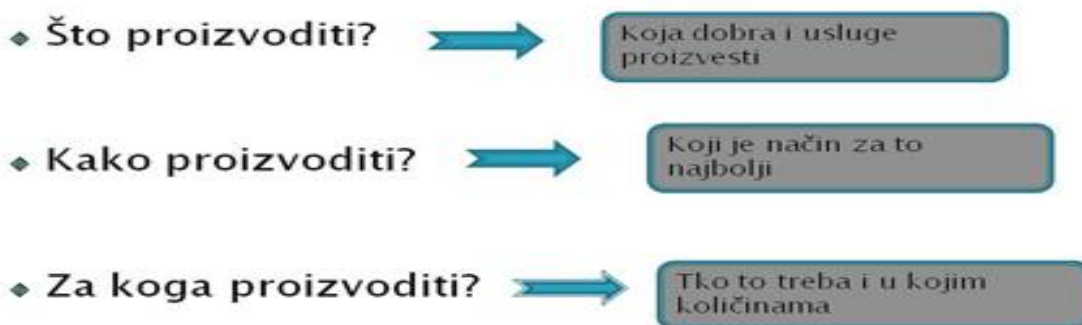 Što proizvoditi?
Koja dobra i usluge
proizvesti
Kako proizvoditi?
Koji je način za to
najbolji
Za koga proizvoditi?
Tko to treba i u kojim
količinama